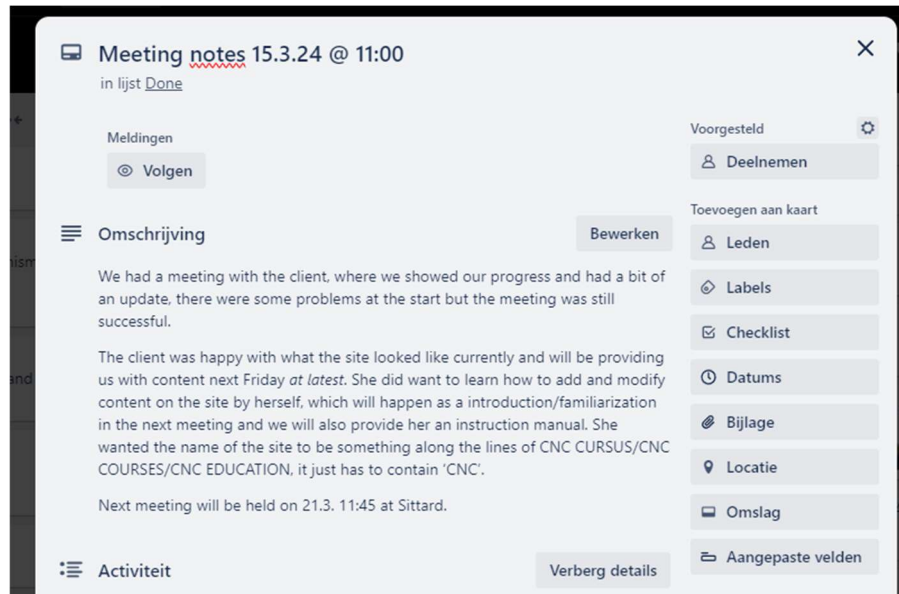 Meeting notes 15.3.24 @ 11:00
in lijst Done
Meldingen
Volgen
Omschrijving
Bewerken
We had a meeting with the client, where we showed our progress and had a bit of
an update, there were some problems at the start but the meeting was still
successful.
The client was happy with what the site looked like currently and will be providing
us with content next Friday at latest. She did want to learn how to add and modify
content on the site by herself, which will happen as a introduction/familiarization
in the next meeting and we will also provide her an instruction manual. She
wanted the name of the site to be something along the lines of CNC CURSUS/CNC
COURSES/CNC EDUCATION, it just has to contain ‘CNC’.
Next meeting will be held on 21.3. 11:45 at Sittard.
Activiteit
Verberg details
Voorgesteld
Deelnemen
Toevoegen aan kaart
Leden
Labels
Checklist
Datums
Bijlage
Locatie
Omslag
Aangepaste velden